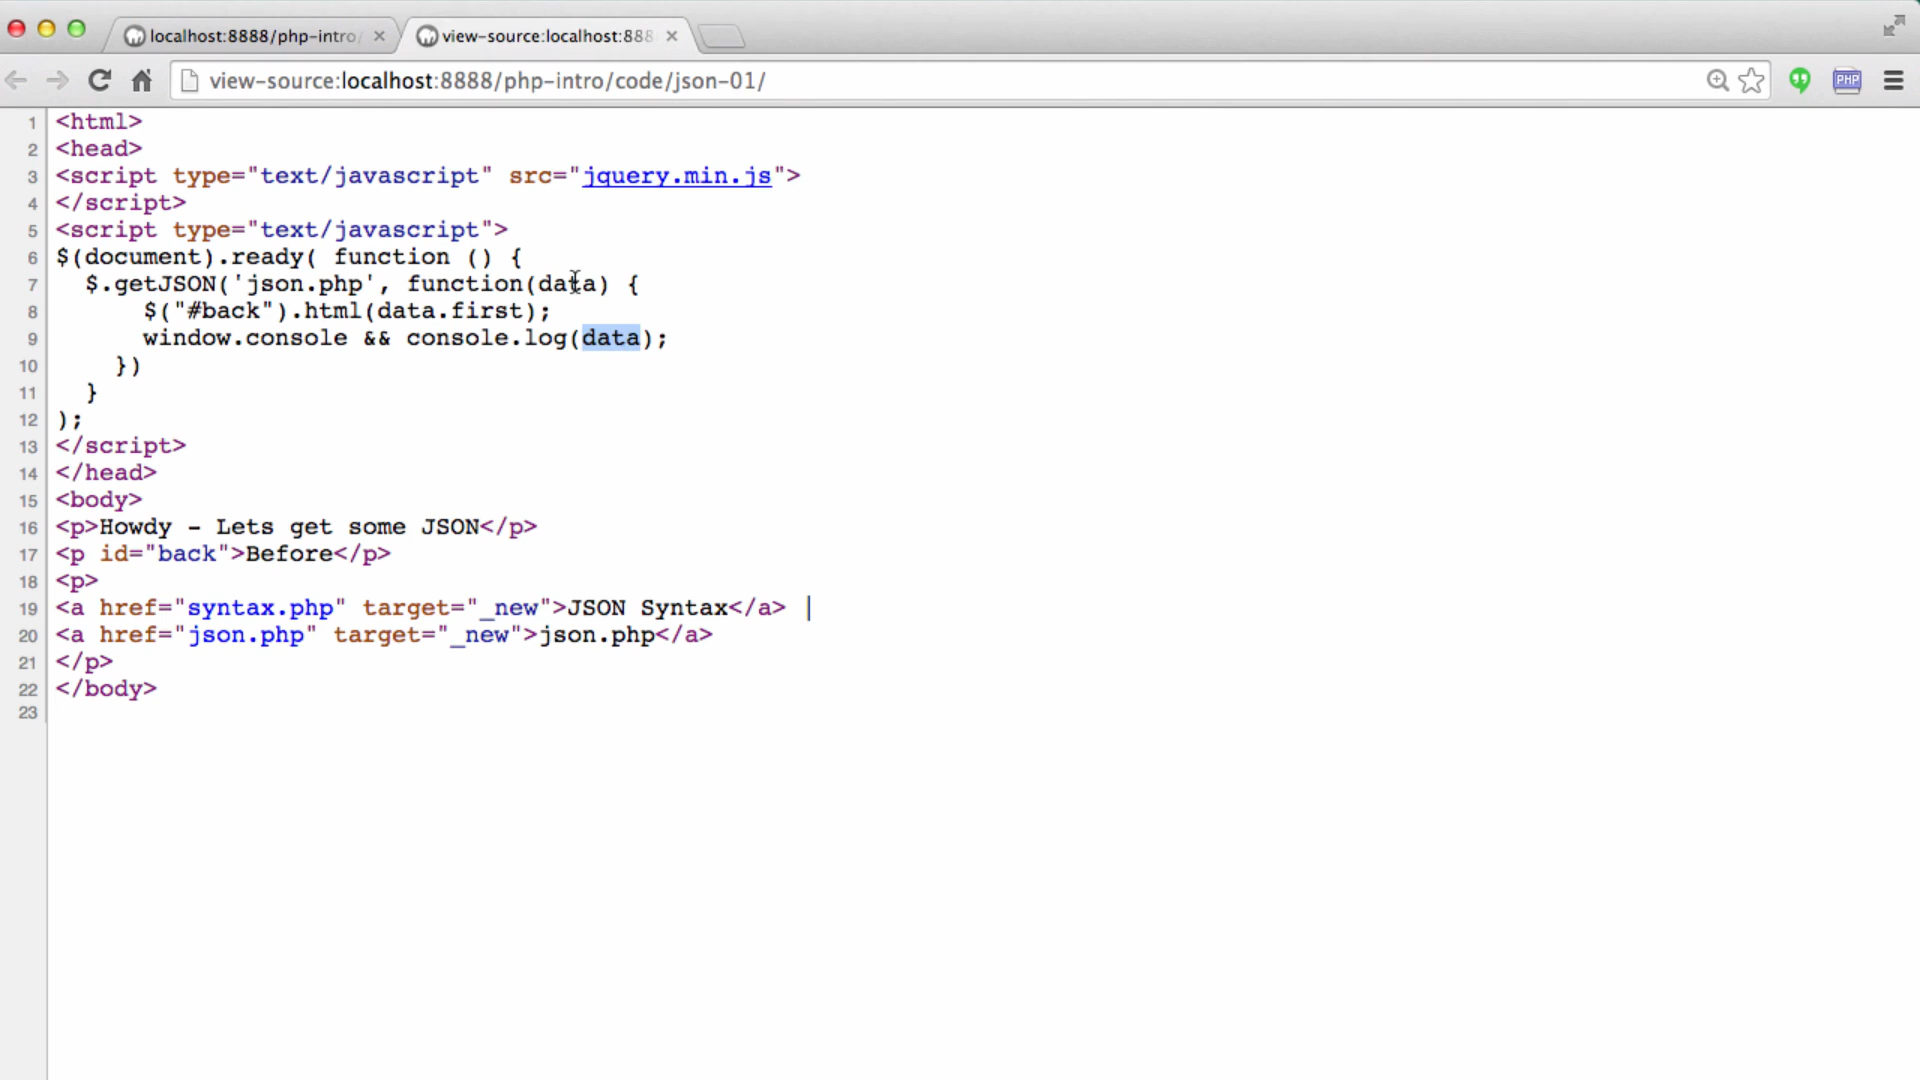 localhost:8888/php-intro/
view-source:localhost:888
view-source:localhost:8888/php-intro/code/json-01/
PHP
1 <html>
2 <head>
3 <script type="text/javascript" src="jquery.min.js">
4 </script>
5 <script type="text/javascript">
6 $(document).ready( function () {
7   $.getJSON('json.php', function(data) {
8       $("#back").html(data.first);
9       window.console && console.log(data);
10     })
11   }
12 );
13 </script>
14 </head>
15 <body>
16 <p>Howdy - Lets get some JSON</p>
17 <p id="back">Before</p>
18 <p>
19 <a href="syntax.php" target="_new">JSON Syntax</a> |
20 <a href="json.php" target="_new">json.php</a>
21 </p>
22 </body>
23